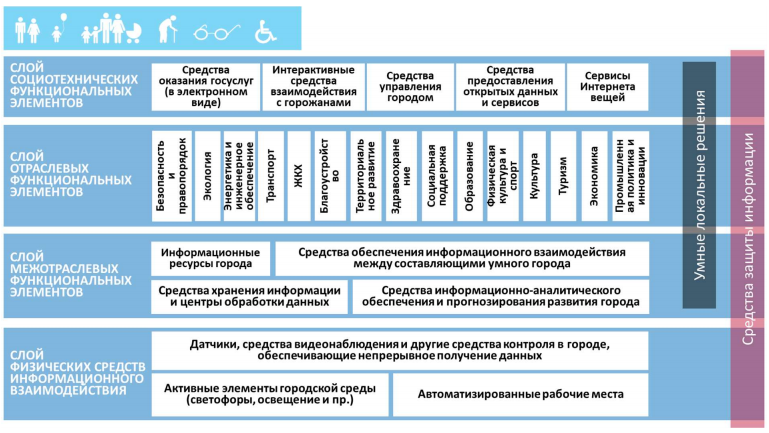 СЛОЙ
СОЦИОТЕХНИЧЕСКИХ
ФУНКЦИОНАЛЬНЫХ
ЭЛЕМЕНТОВ
Средства
оказания госуслуг
(в электронном
виде)
Интерактивные
средства
взаимодействия
с горожанами
Средства
управления
городом
Средства
предоставления
открытых данных
и сервисов
Сервисы
Интернета
вещей
СЛОЙ
ОТРАСЛЕВЫХ
ФУНКЦИОНАЛЬНЫХ
ЭЛЕМЕНТОВ
Безопасность
и
правопорядок
Экология
Энергетика и
инженерное
обеспечение
Транспорт
ЖКХ
Благоустройст
во
Территориаль
ное развитие
Здравоохране
ние
Социальная
поддержка
Образование
Физическая
культура и
спорт
Культура
Туризм
Экономика
Промышленн
ая политика и
инновации
СЛОЙ
МЕЖОТРАСЛЕВЫХ
ФУНКЦИОНАЛЬНЫХ
ЭЛЕМЕНТОВ
Информационные
ресурсы города
Средства обеспечения информационного взаимодействия
между составляющими умного города
Средства хранения информации
и центры обработки данных
Средства информационно-аналитического
обеспечения и прогнозирования развития города
СЛОЙ
ФИЗИЧЕСКИХ СРЕДСТВ
ИНФОРМАЦИОННОГО
ВЗАИМОДЕЙСТВИЯ
Датчики, средства видеонаблюдения и другие средства контроля в городе,
обеспечивающие непрерывное получение данных
Активные элементы городской среды
(светофоры, освещение и пр.)
Автоматизированные рабочие места
Умные локальные решения
Средства защиты информации